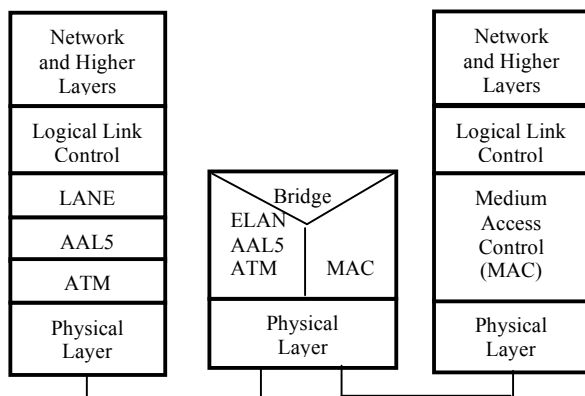 Network
and Higher
Layers
Logical Link
Control
LANE
AAL5
ATM
Physical
Layer
Bridge
ELAN
AAL5
ATM
MAC
Physical
Layer
Network
and Higher
Layers
Logical Link
Control
Medium
Access
Control
(MAC)
Physical
Layer